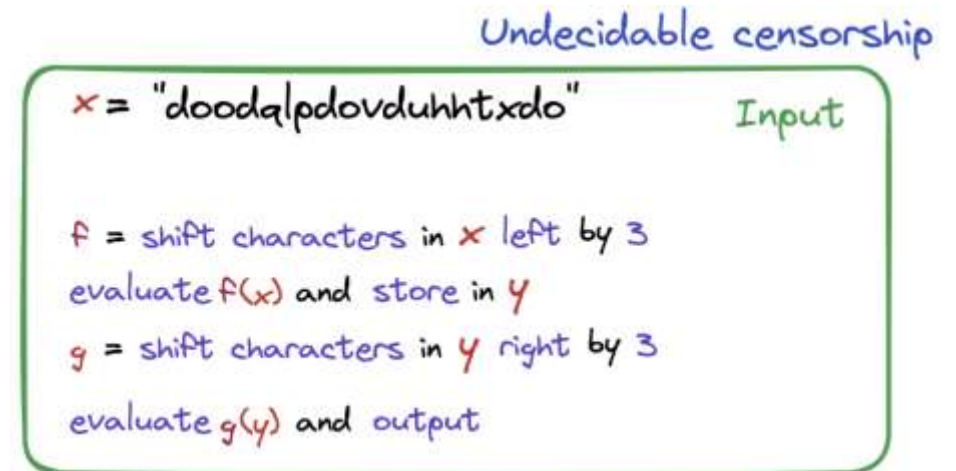 Undecidable censorship
x = "doodqlpdovduhhtxdo"
Input
f = shift characters in x left by 3
evaluate f(x) and store in y
g = shift characters in y right by 3
evaluate g(y) and output